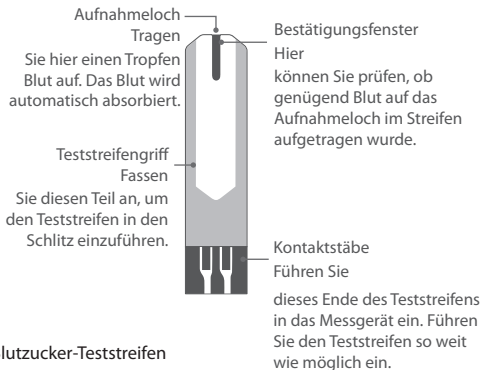 Aufnahmeloch
Tragen
Sie hier einen Tropfen
Blut auf. Das Blut wird
automatisch absorbiert.
Bestätigungsfenster
Hier
können Sie prüfen, ob
genügend Blut auf das
Aufnahmeloch im Streifen
aufgetragen wurde.
Teststreifengriff
Fassen
Sie diesen Teil an, um
den Teststreifen in den
Schlitz einzuführen.
Kontaktstäbe
Führen Sie
dieses Ende des Teststreifens
in das Messgerät ein. Führen
Sie den Teststreifen so weit
wie möglich ein.
lutzucker-Teststreifen